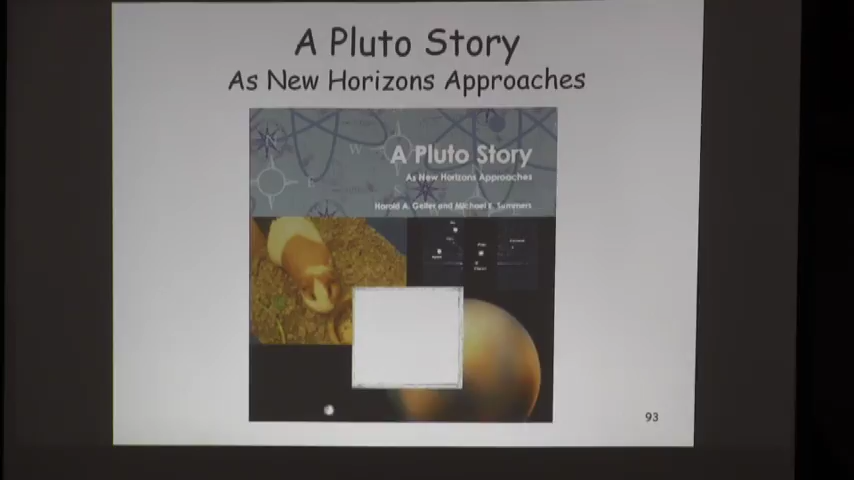 A Pluto Story
As New Horizons Approaches
A Pluto Story
As New Horizons Approaches
Harold A. Geller and Michael E. Summers
W
E
S
93